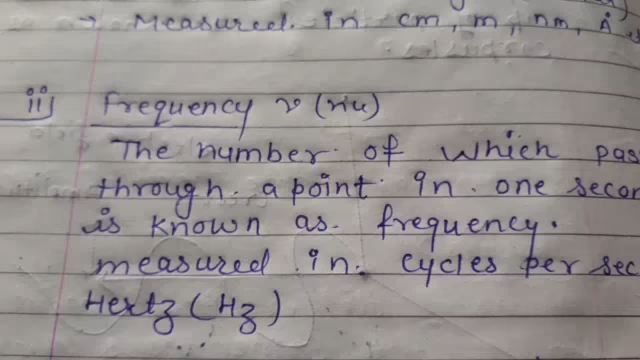 → Measured. in cm, m, nm, Å
ii) Frequency ν (niu)
The number of which pas
through. a point in. one secon
is known as. frequency.
measured in. cycles per sec
Hertz (Hz)